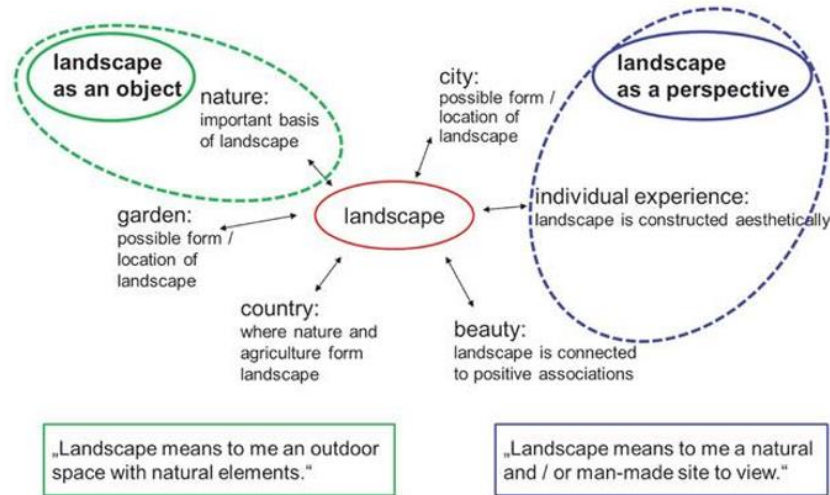 landscape
as an object
nature:
important basis
of landscape
city:
possible form /
location of
landscape
landscape
as a perspective
garden:
possible form /
location of
landscape
landscape
individual experience:
landscape is constructed aesthetically
country:
where nature and
agriculture form
landscape
beauty:
landscape is connected
to positive associations
„Landscape means to me an outdoor
space with natural elements.“
„Landscape means to me a natural
and / or man-made site to view.“